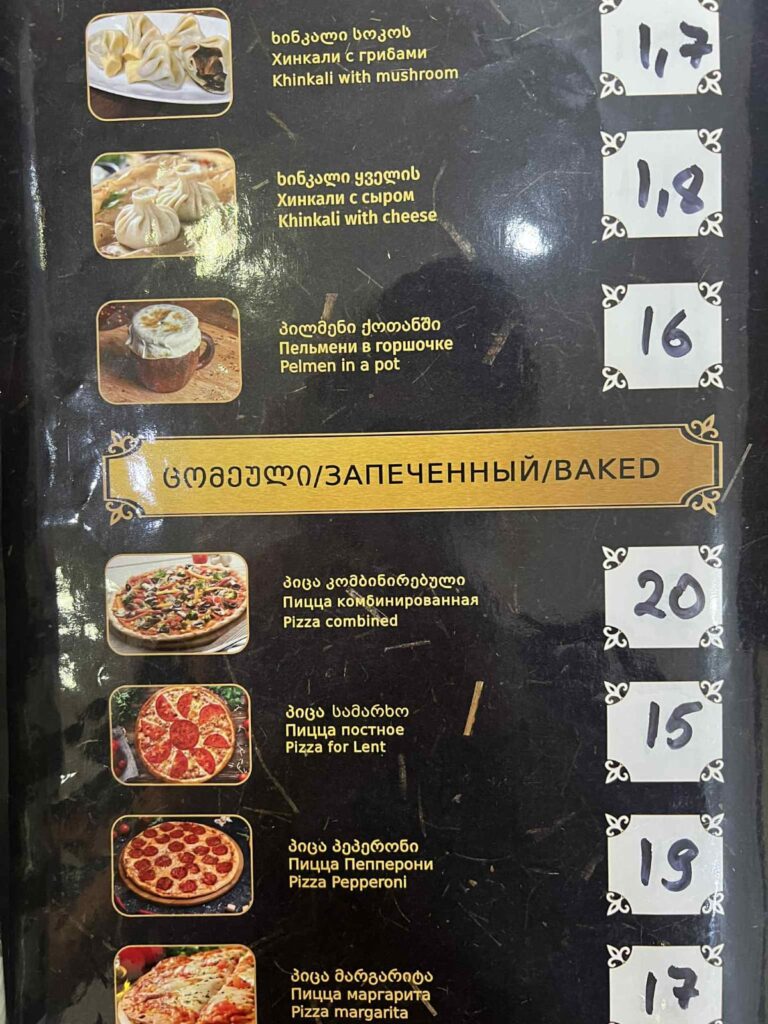 ხინკალი სოკოს
Хинкали с грибами
Khinkali with mushroom
1,7
ხინკალი ყველის
Хинкали с сыром
Khinkali with cheese
1,8
პილმენი ქოთანში
Пельмени в горшочке
Pelmen in a pot
16
ცომეული/ЗАПЕЧЕННЫЙ/BAKED
პიცა კომბინირებული
Пицца комбинированная
Pizza combined
20
პიცა სამარხო
Пицца постное
Pizza for Lent
15
პიცა პეპერონი
Пицца Пепперони
Pizza Pepperoni
19
პიცა მარგარიტა
Пицца маргарита
Pizza margarita
17